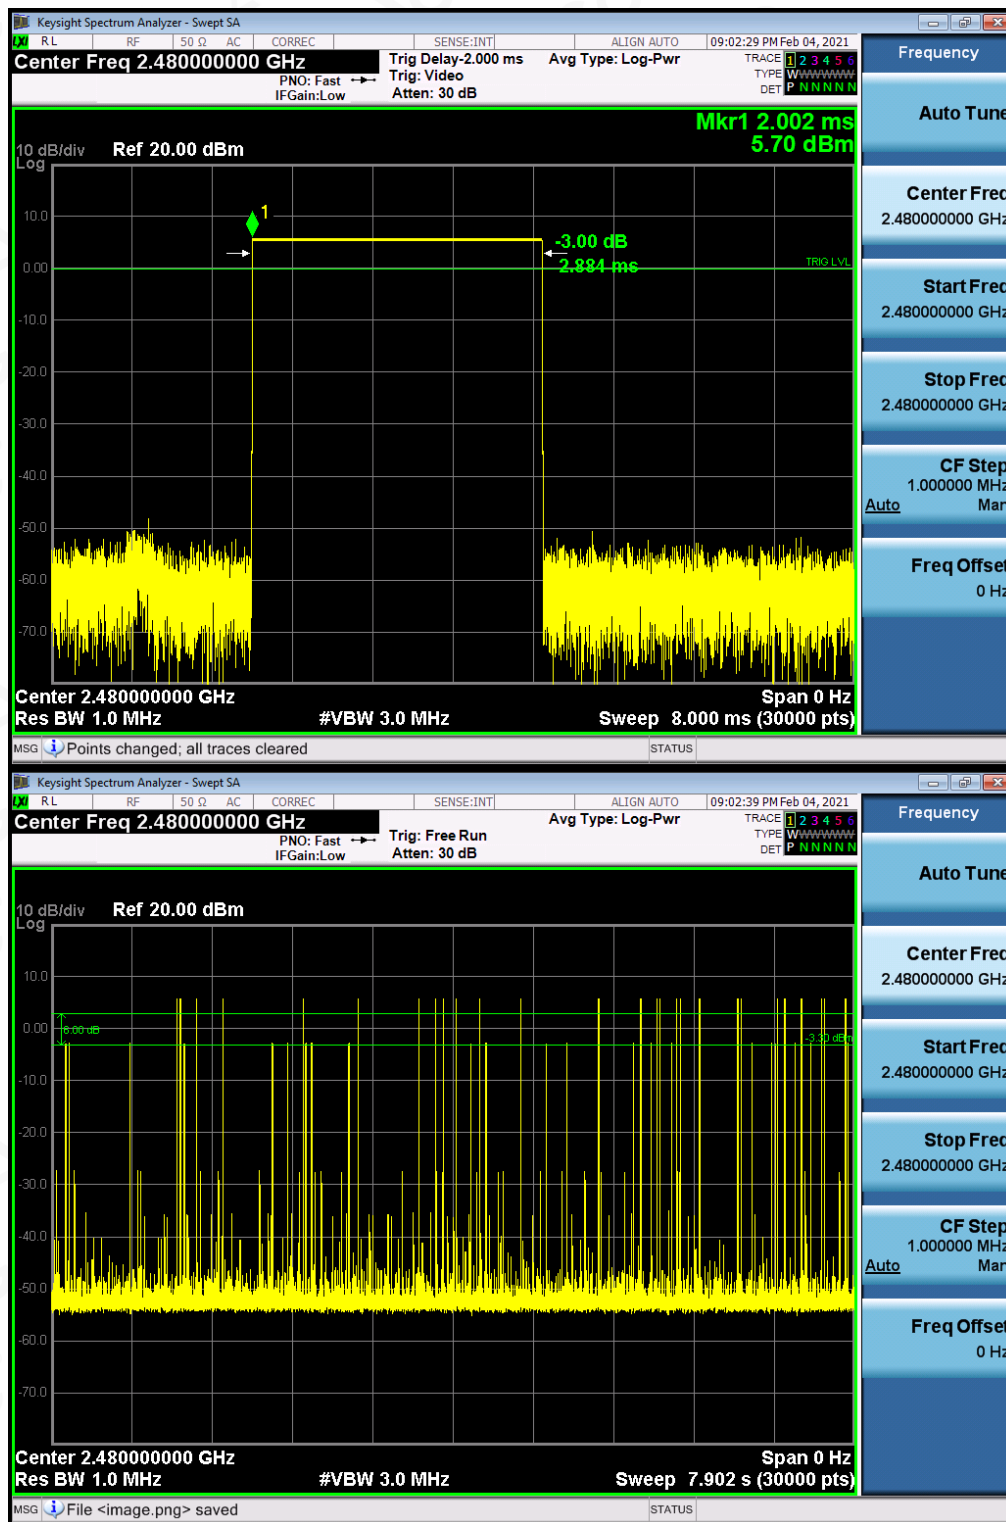 Keysight Spectrum Analyzer - Swept SA
LXI RL RF 50 Ω AC CORREC SENSE:INT ALIGN AUTO 09:02:29 PM Feb 04, 2021
Center Freq 2.480000000 GHz
PNO: Fast
IFGain:Low
Trig Delay-2.000 ms
Trig: Video
Atten: 30 dB
Avg Type: Log-Pwr
TRACE 1 2 3 4 5 6
TYPE WWWWWW
DET P N N N N N
Mkr1 2.002 ms
5.70 dBm
10 dB/div Ref 20.00 dBm
Log
10.0
1
-3.00 dB
2.884 ms
0.00
TRIG LVL
-10.0
-20.0
-30.0
-40.0
-50.0
-60.0
-70.0
Center 2.480000000 GHz Span 0 Hz
Res BW 1.0 MHz #VBW 3.0 MHz Sweep 8.000 ms (30000 pts)
MSG Points changed; all traces cleared STATUS
Frequency
Auto Tune
Center Freq
2.480000000 GHz
Start Freq
2.480000000 GHz
Stop Freq
2.480000000 GHz
CF Step
1.000000 MHz
Auto Man
Freq Offset
0 Hz
Keysight Spectrum Analyzer - Swept SA
LXI RL RF 50 Ω AC CORREC SENSE:INT ALIGN AUTO 09:02:39 PM Feb 04, 2021
Center Freq 2.480000000 GHz
PNO: Fast
IFGain:Low
Trig: Free Run
Atten: 30 dB
Avg Type: Log-Pwr
TRACE 1 2 3 4 5 6
TYPE WWWWWW
DET P N N N N N
10 dB/div Ref 20.00 dBm
Log
10.0
0.00
6.00 dB
-3.30 dBm
-10.0
-20.0
-30.0
-40.0
-50.0
-60.0
-70.0
Center 2.480000000 GHz Span 0 Hz
Res BW 1.0 MHz #VBW 3.0 MHz Sweep 7.902 s (30000 pts)
MSG File <image.png> saved STATUS
Frequency
Auto Tune
Center Freq
2.480000000 GHz
Start Freq
2.480000000 GHz
Stop Freq
2.480000000 GHz
CF Step
1.000000 MHz
Auto Man
Freq Offset
0 Hz